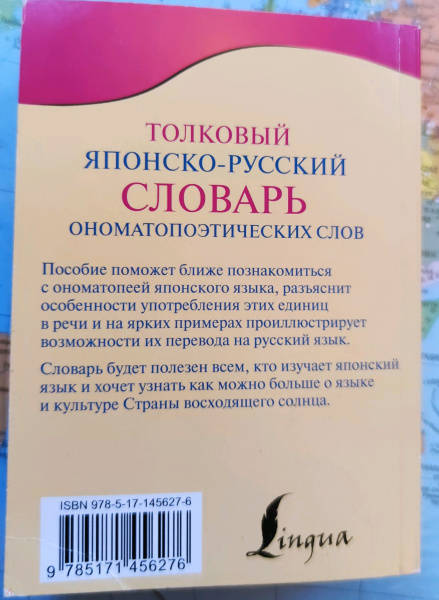 ТОЛКОВЫЙ
ЯПОНСКО-РУССКИЙ
СЛОВАРЬ
ОНОМАТОПОЭТИЧЕСКИХ СЛОВ
Пособие поможет ближе познакомиться
с ономатопеей японского языка, разъяснит
особенности употребления этих единиц
в речи и на ярких примерах проиллюстрирует
возможности их перевода на русский язык.
Словарь будет полезен всем, кто изучает японский
язык и хочет узнать как можно больше о языке
и культуре Страны восходящего солнца.
ISBN 978-5-17-145627-6
9 785171 456276
Lingua